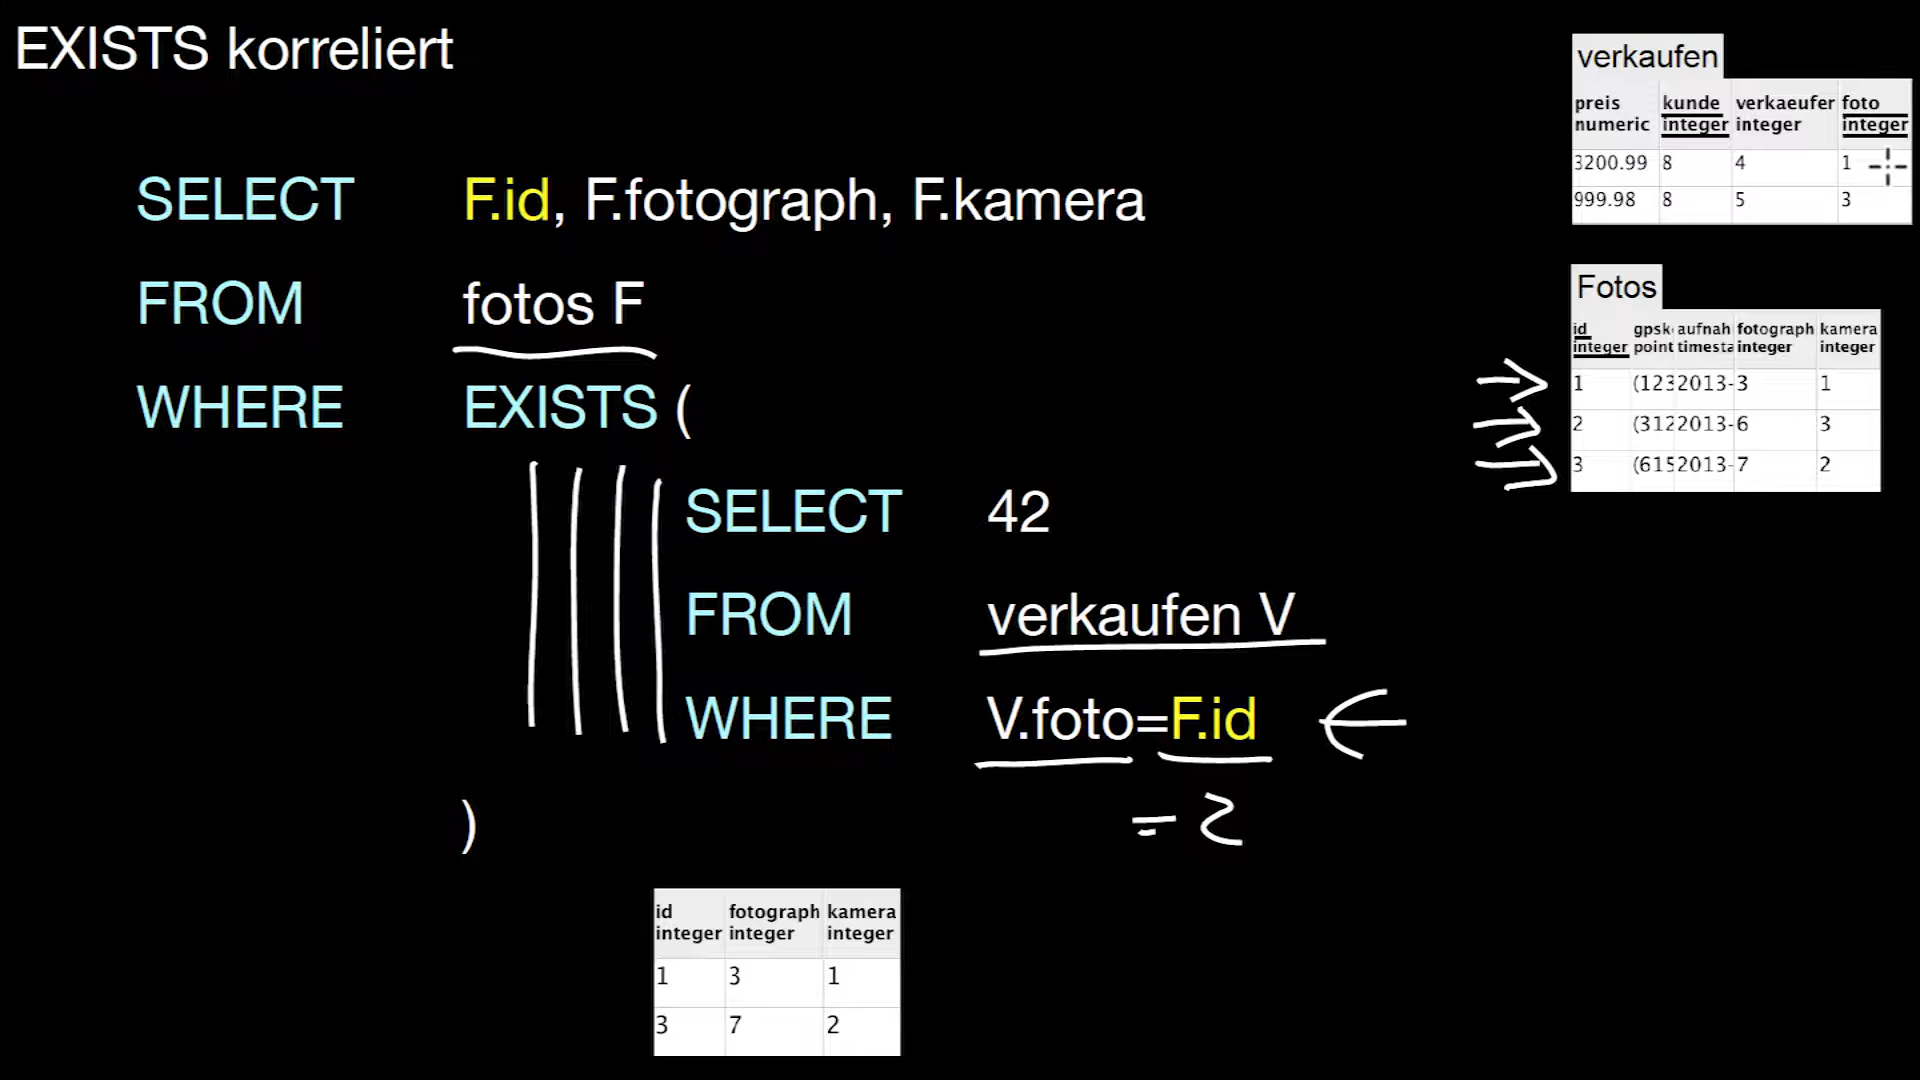 EXISTS korreliert
SELECT F.id, F.fotograph, F.kamera
FROM fotos F
WHERE EXISTS (
SELECT 42
FROM verkaufen V
WHERE V.foto=F.id
= 2
)
verkaufen
preis kunde verkaeufer foto
numeric integer integer integer
3200.99 8 4 1
999.98 8 5 3
Fotos
id gpsk aufnah fotograph kamera
integer point timesta integer integer
1 (123 2013- 3 1
2 (312 2013- 6 3
3 (615 2013- 7 2
id fotograph kamera
integer integer integer
1 3 1
3 7 2